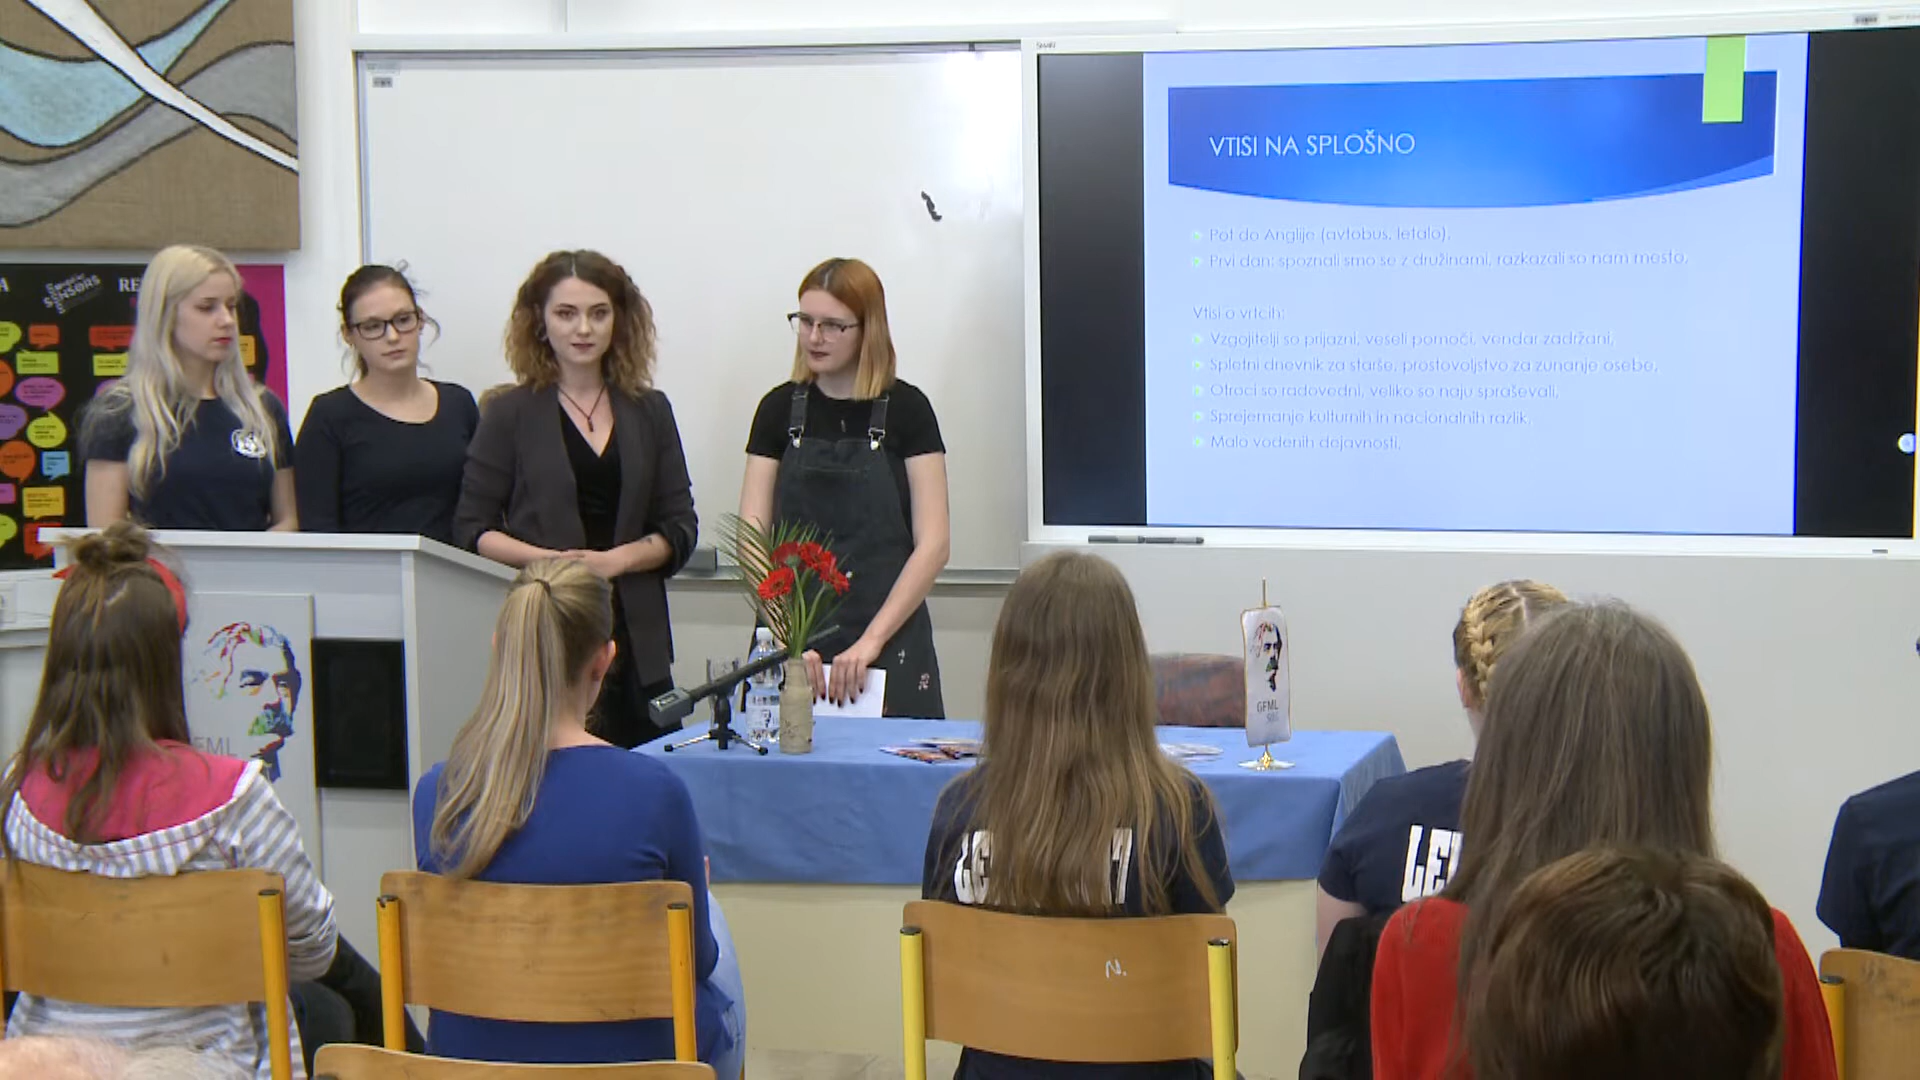 SMART
VTISI NA SPLOŠNO
Pot do Anglije (avtobus, letalo),
Prvi dan: spoznali smo se z družinami, razkazali so nam mesto,
Vtisi o vrtcih:
Vzgojitelji so prijazni, veseli pomoči, vendar zadržani,
Spletni dnevnik za starše, prostovoljstvo za zunanje osebe,
Otroci so radovedni, veliko so naju spraševali,
Sprejemanje kulturnih in nacionalnih razlik,
Malo vodenih dejavnosti,
GFML
N.